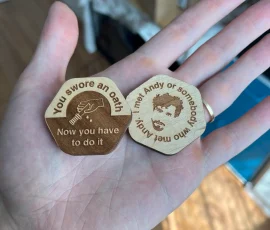 You swore an oath
Now you have
to do it
I met Andy or somebody who met Andy.